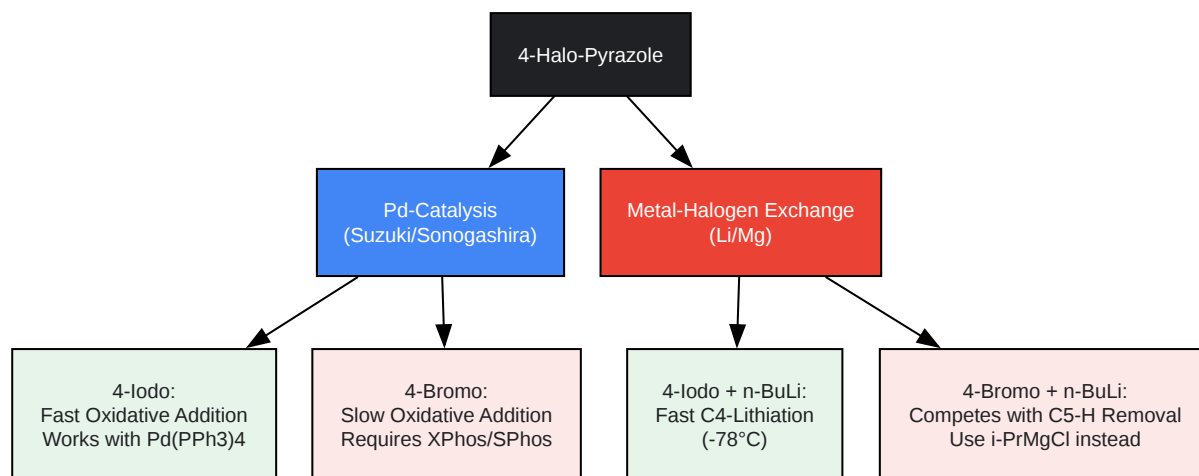 4-Halo-Pyrazole
Pd-Catalysis
(Suzuki/Sonogashira)
Metal-Halogen Exchange
(Li/Mg)
4-Iodo:
Fast Oxidative Addition
Works with Pd(PPh3)4
4-Bromo:
Slow Oxidative Addition
Requires XPhos/SPhos
4-Iodo + n-BuLi:
Fast C4-Lithiation
(-78°C)
4-Bromo + n-BuLi:
Competes with C5-H Removal
Use i-PrMgCl instead